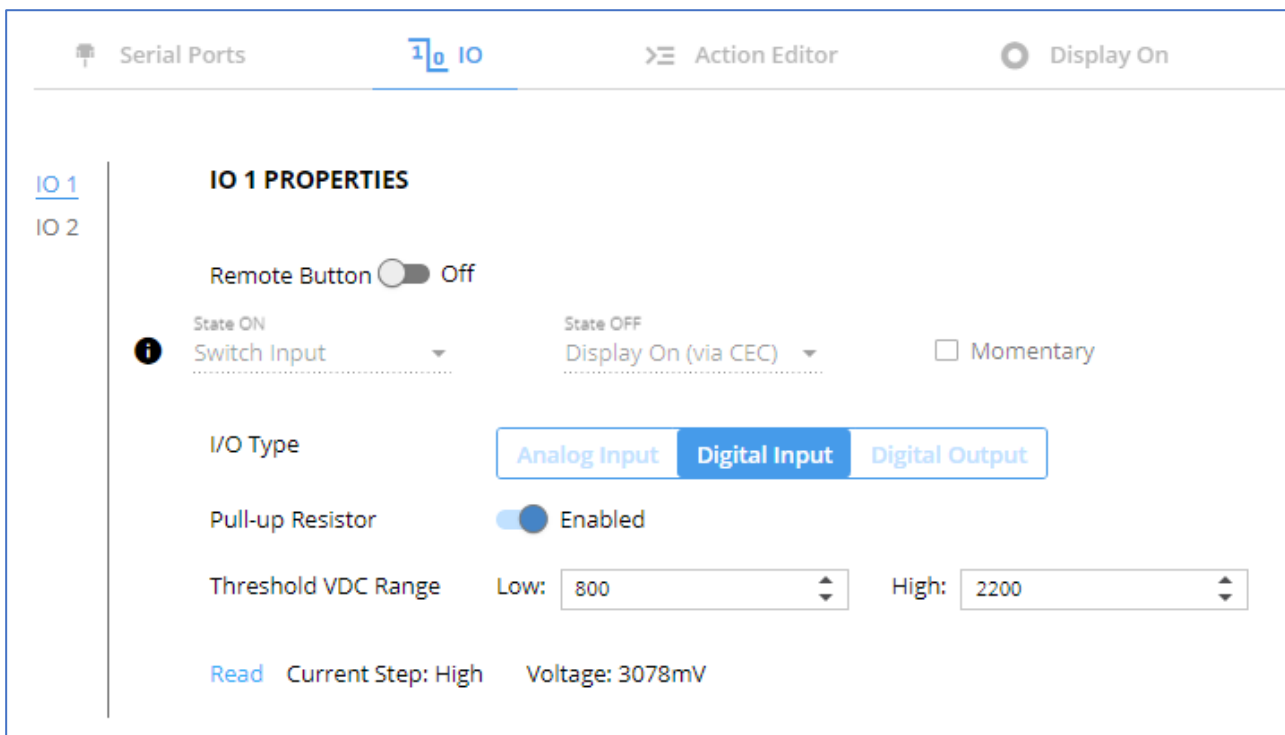 Serial Ports 1 0 IO Action Editor Display On
IO 1
IO 2
IO 1 PROPERTIES
Remote Button Off
State ON State OFF
i Switch Input Display On (via CEC) Momentary
I/O Type Analog Input Digital Input Digital Output
Pull-up Resistor Enabled
Threshold VDC Range Low: 800 High: 2200
Read Current Step: High Voltage: 3078mV